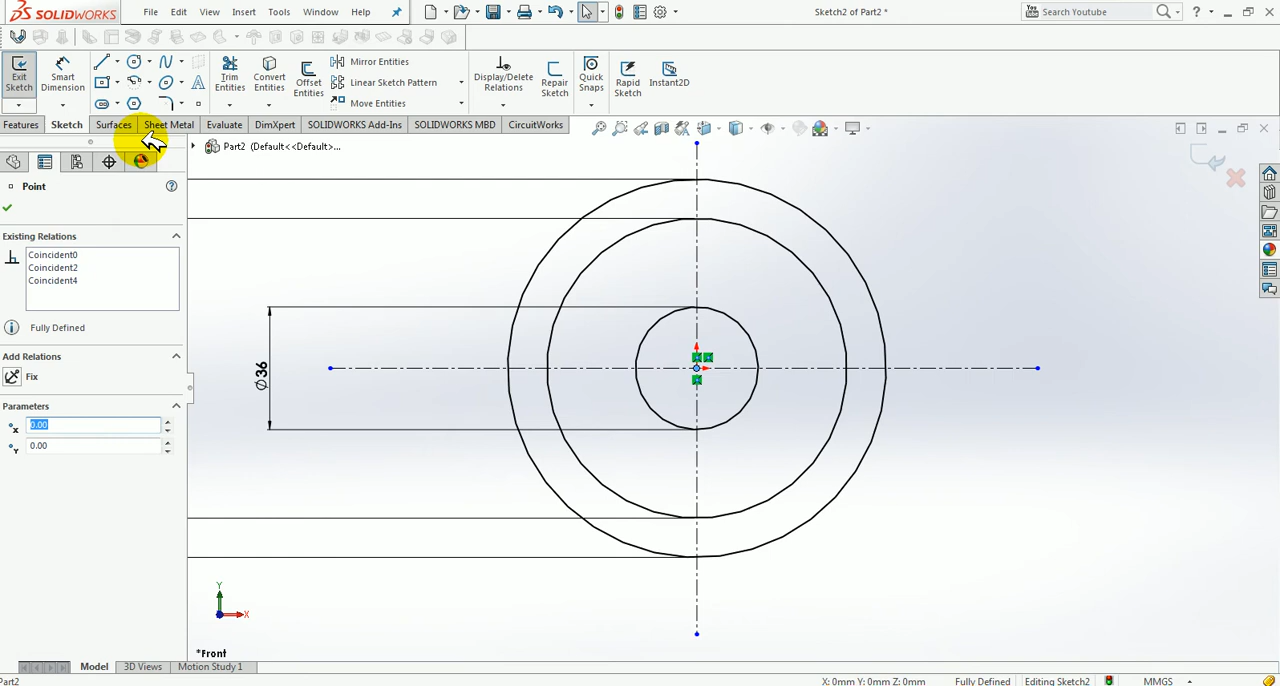 SOLIDWORKS File Edit View Insert Tools Window Help Sketch2 of Part2 * Search Youtube
Exit Sketch Smart Dimension Trim Entities Convert Entities Offset Entities Mirror Entities Linear Sketch Pattern Move Entities Display/Delete Relations Repair Sketch Quick Snaps Rapid Sketch Instant2D
Features Sketch Surfaces Sheet Metal Evaluate DimXpert SOLIDWORKS Add-Ins SOLIDWORKS MBD CircuitWorks
Part2 (Default<<Default>...
Point
Existing Relations
Coincident0
Coincident2
Coincident4
Fully Defined
Add Relations
Fix
Parameters
x 0.00
Y 0.00
Ø36
Y
X
*Front
Model 3D Views Motion Study 1
Part2 X: 0mm Y: 0mm Z: 0mm Fully Defined Editing Sketch2 MMGS